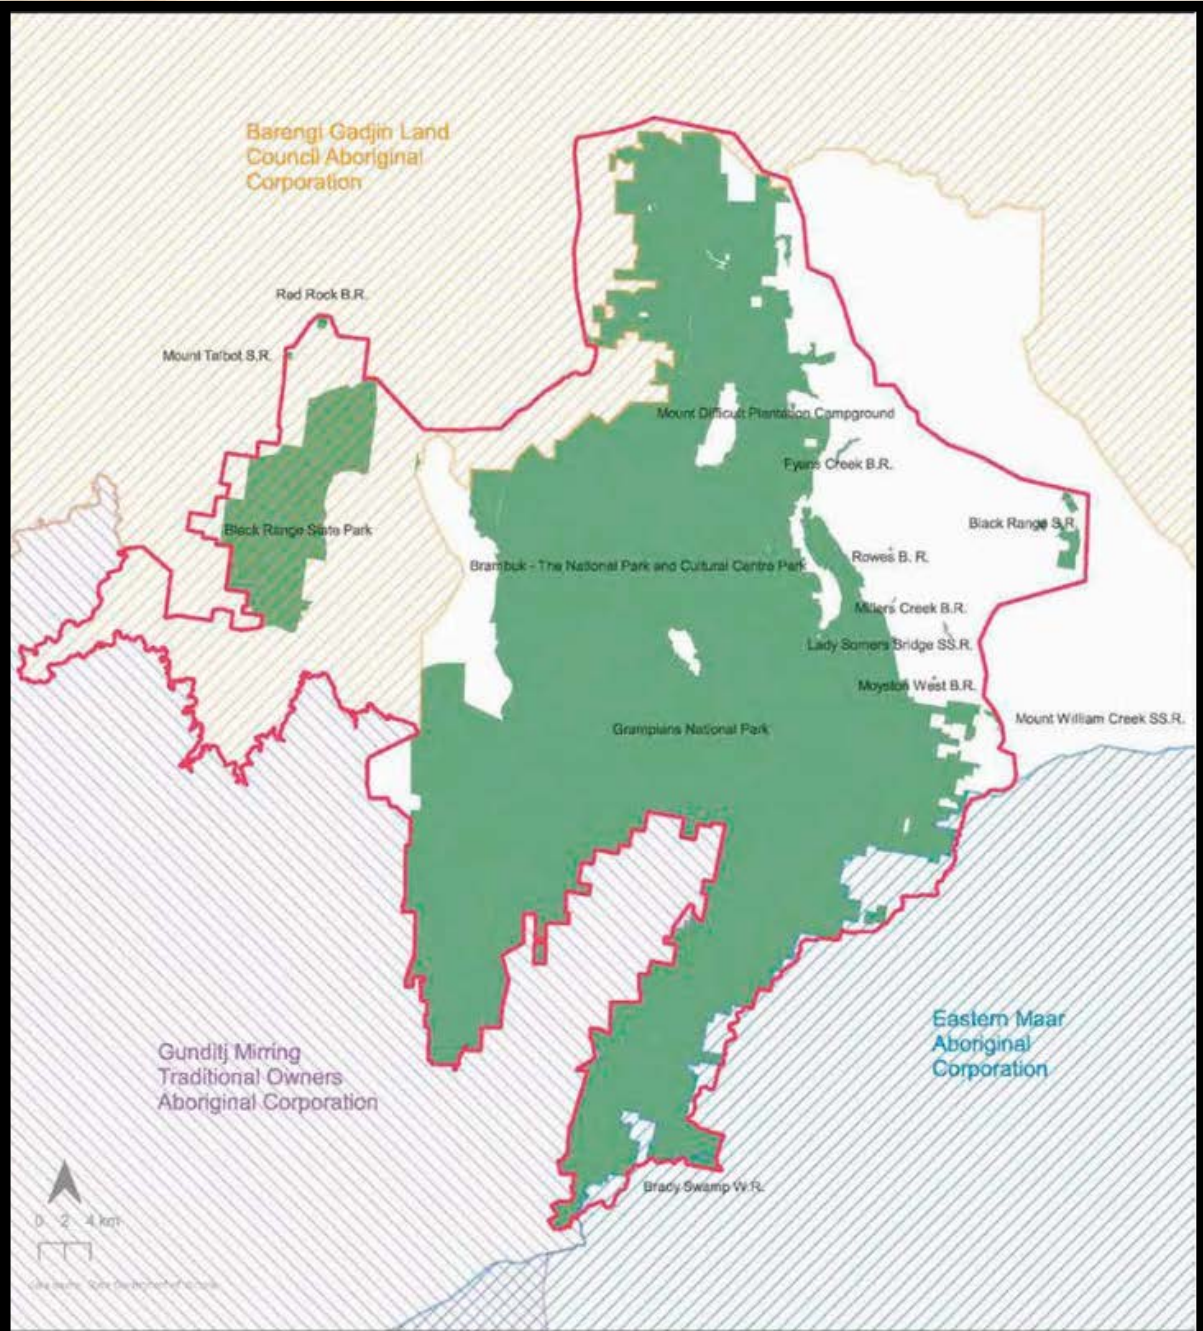 Barengi Gadjin Land
Council Aboriginal
Corporation
Red Rock B.R.
Mount Talbot S.R.
Mount Difficult Plantation Campground
Fyans Creek B.R.
Black Range S.R.
Black Range State Park
Rowes B. R.
Brambuk - The National Park and Cultural Centre Park
Millers Creek B.R.
Lady Somers Bridge SS.R.
Moyston West B.R.
Mount William Creek SS.R.
Grampians National Park
Eastern Maar
Aboriginal
Corporation
Gunditj Mirring
Traditional Owners
Aboriginal Corporation
Brady Swamp W.R.
0 2 4 km